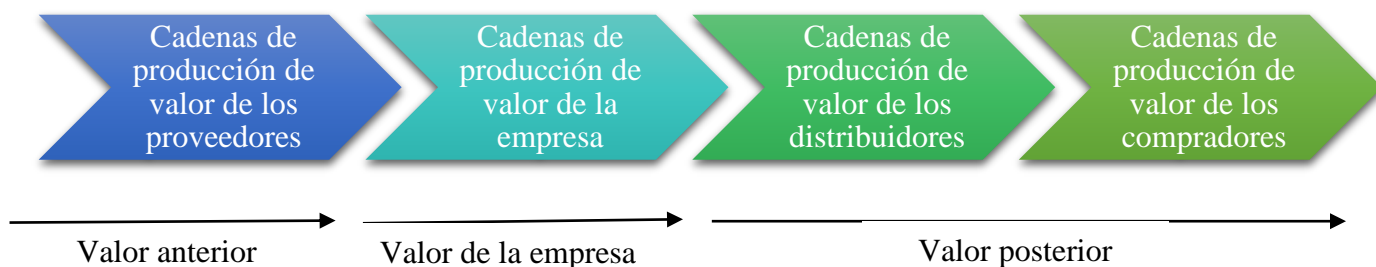 Cadenas de
producción de
valor de los
proveedores
Cadenas de
producción de
valor de la
empresa
Cadenas de
producción de
valor de los
distribuidores
Cadenas de
producción de
valor de los
compradores
Valor anterior
Valor de la empresa
Valor posterior